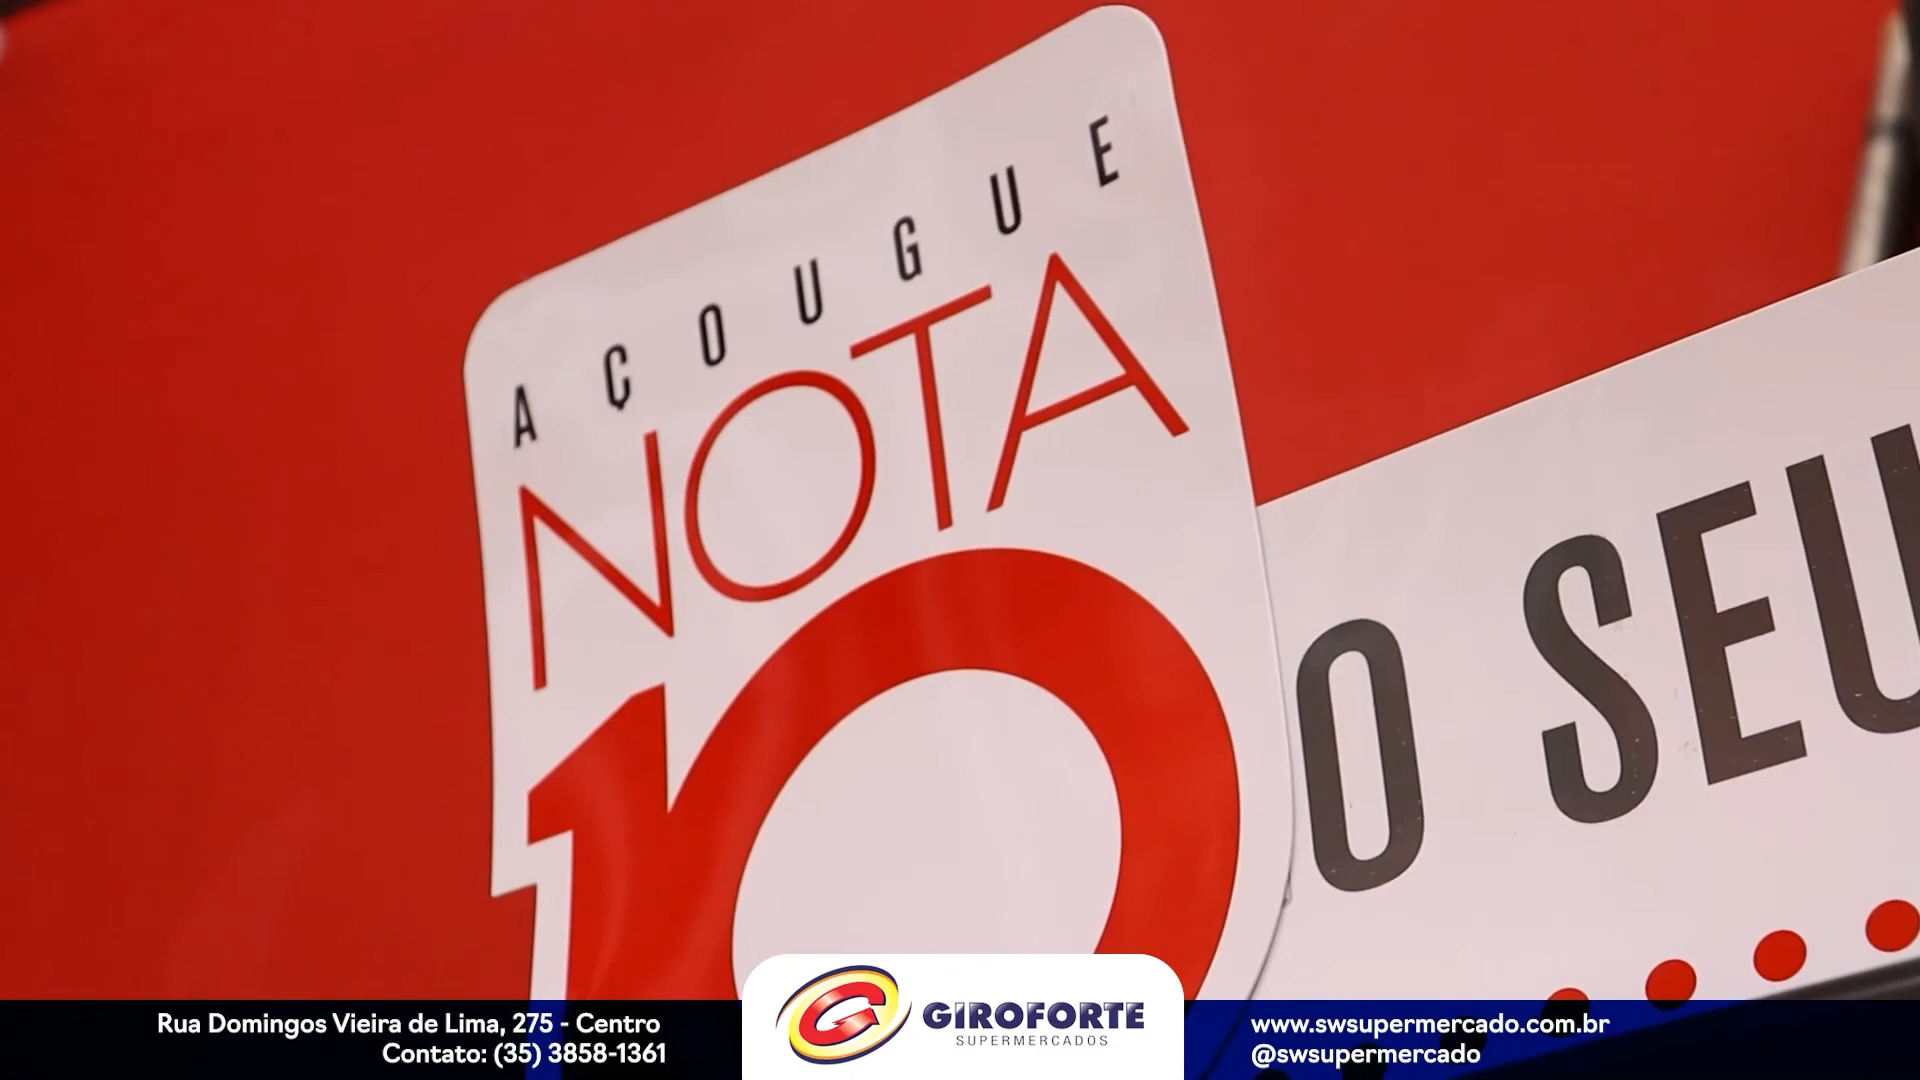 AÇOUGUE
NOTA
10
O SEU
Rua Domingos Vieira de Lima, 275 - Centro
Contato: (35) 3858-1361
GIROFORTE
SUPERMERCADOS
www.swsupermercado.com.br
@swsupermercado